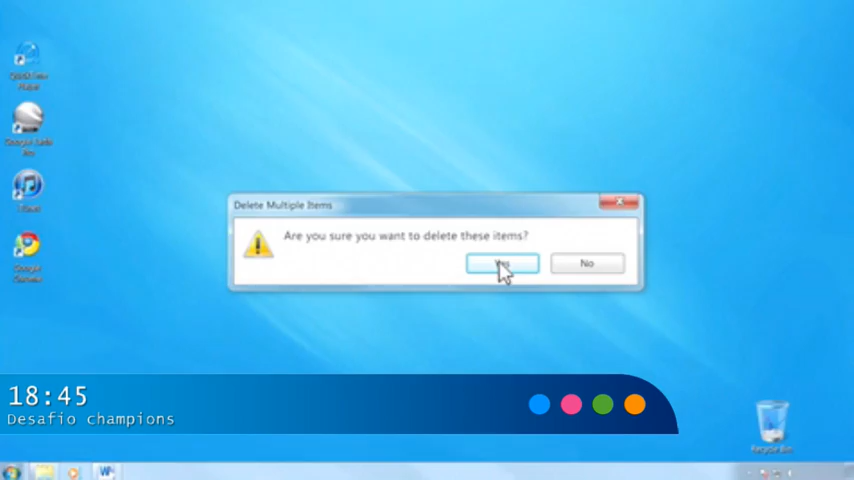 Google
Chrome
Delete Multiple Items
Are you sure you want to delete these items?
Yes
No
18:45
Desafio champions
Recycle Bin